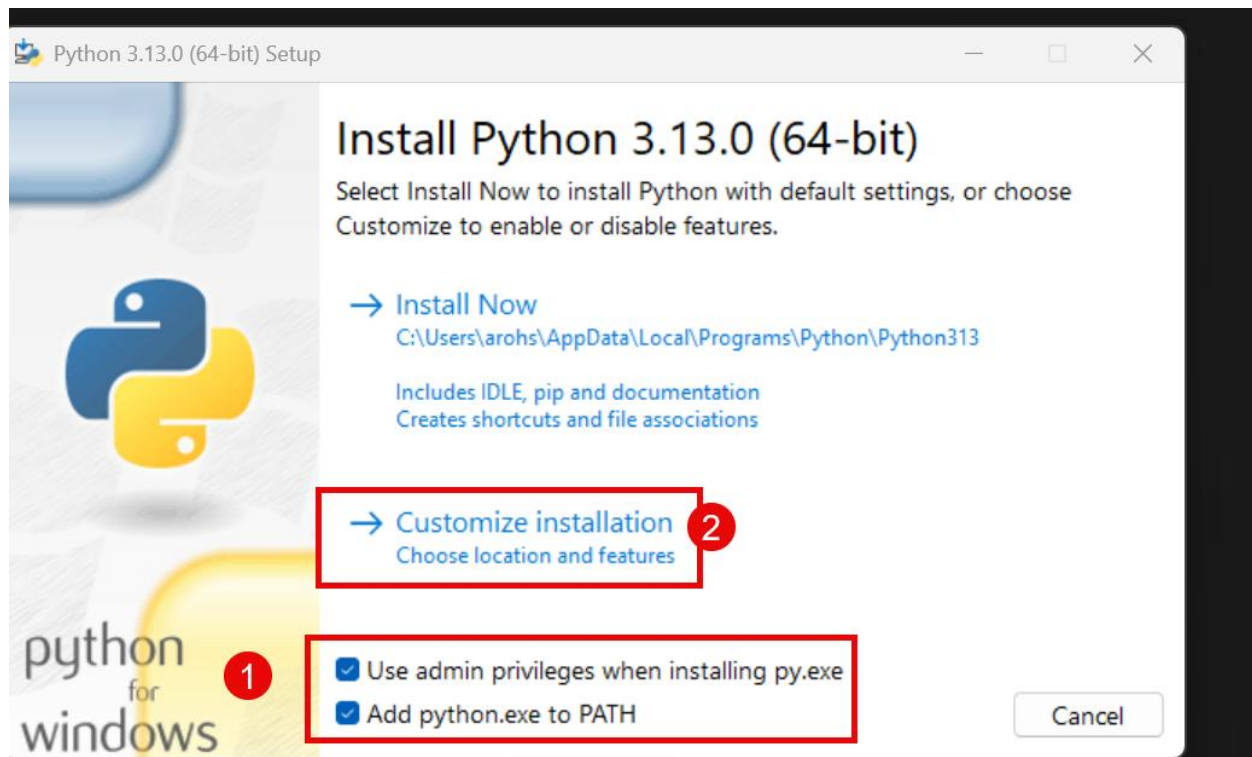 Python 3.13.0 (64-bit) Setup
Install Python 3.13.0 (64-bit)
Select Install Now to install Python with default settings, or choose
Customize to enable or disable features.
Install Now
C:\Users\arohs\AppData\Local\Programs\Python\Python313
Includes IDLE, pip and documentation
Creates shortcuts and file associations
Customize installation
2
Choose location and features
1
Use admin privileges when installing py.exe
Add python.exe to PATH
python
for
windows
Cancel